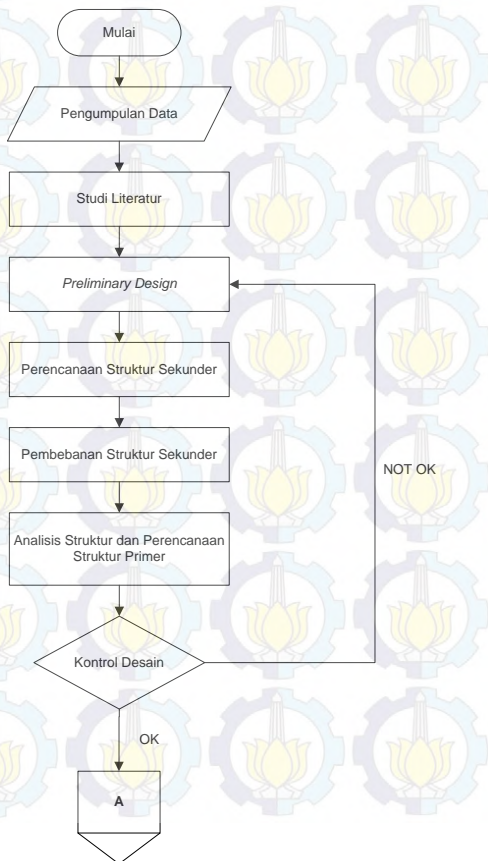 Mulai
Pengumpulan Data
Studi Literatur
Preliminary Design
Perencanaan Struktur Sekunder
Pembebanan Struktur Sekunder
NOT OK
Analisis Struktur dan Perencanaan
Struktur Primer
Kontrol Desain
OK
A